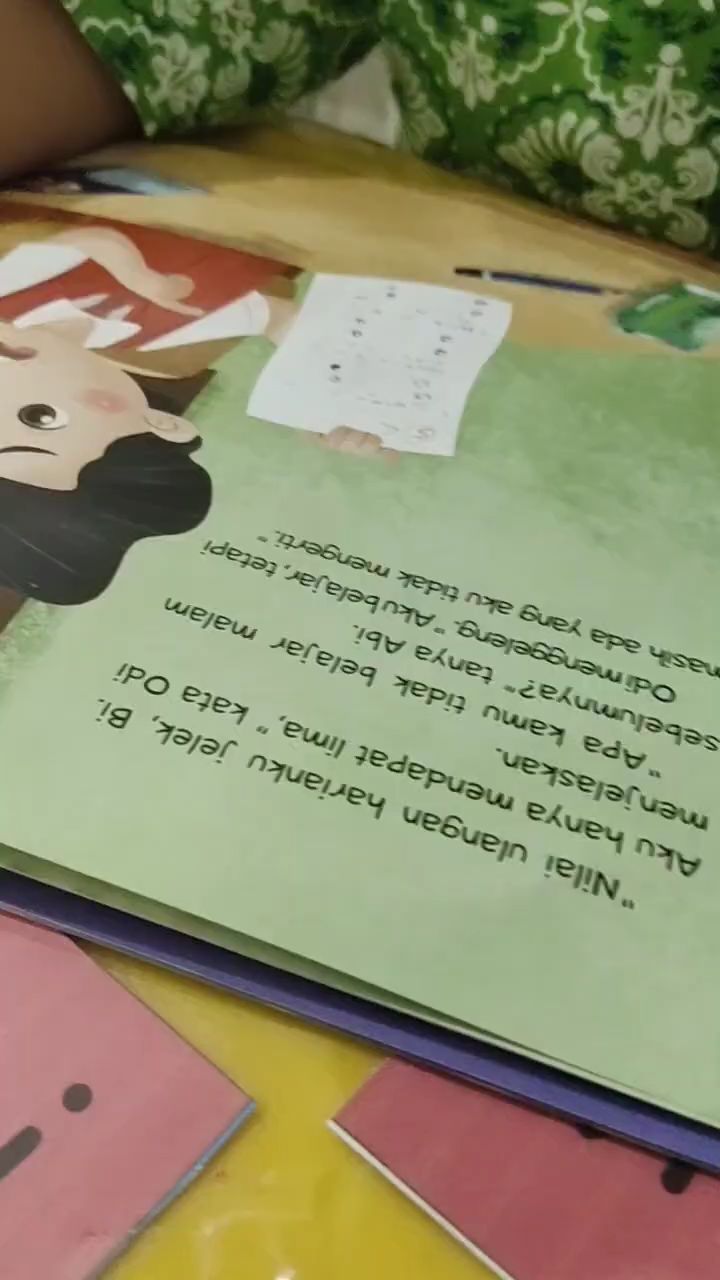 "Nilai ulangan harianku jelek, Bi.
Aku hanya mendapat lima," kata Odi
menjelaskan.
"Apa kamu tidak belajar malam
sebelumnya?" tanya Abi.
Odi menggeleng. "Aku belajar, tetapi
masih ada yang aku tidak mengerti."